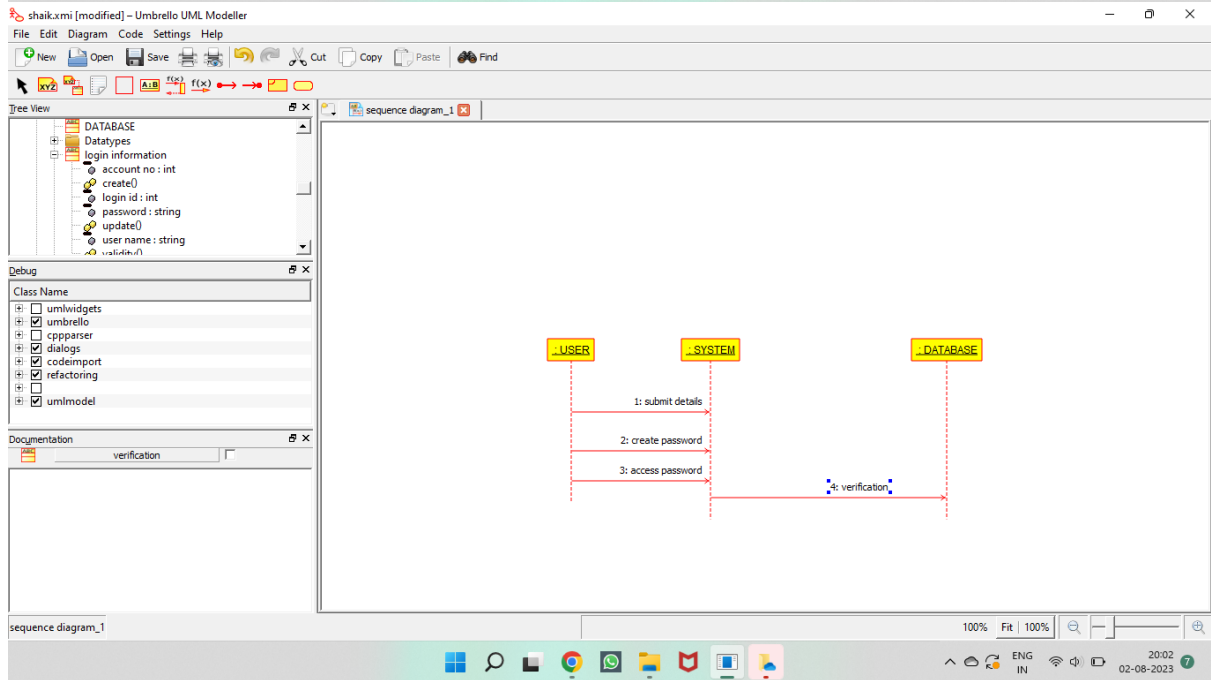 shaik.xmi [modified] – Umbrello UML Modeller
File Edit Diagram Code Settings Help
New Open Save Cut Copy Paste Find
XYZ A:B f(x) f(x)
Tree View
sequence diagram_1
DATABASE
Datatypes
login information
account no : int
create()
login id : int
password : string
update()
user name : string
validity()
Debug
Class Name
umlwidgets
umbrello
cppparser
dialogs
codeimport
refactoring
umlmodel
Documentation
verification
: USER : SYSTEM : DATABASE
1: submit details
2: create password
3: access password
4: verification
sequence diagram_1
100% Fit 100%
ENG
IN
20:02
02-08-2023
7